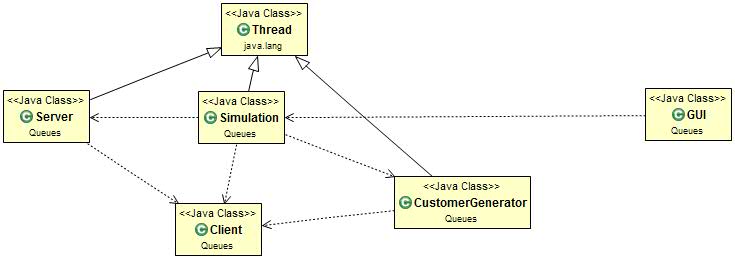 <<Java Class>>
C Thread
java.lang
<<Java Class>>
C Server
Queues
<<Java Class>>
C Simulation
Queues
<<Java Class>>
C GUI
Queues
<<Java Class>>
C CustomerGenerator
Queues
<<Java Class>>
C Client
Queues